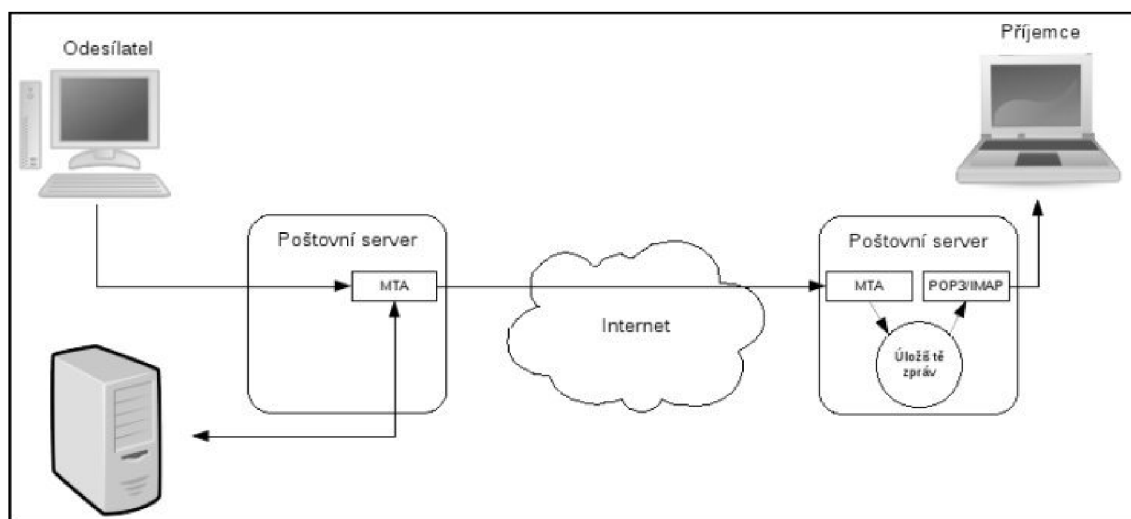 Odesílatel
Příjemce
Poštovní server
MTA
Internet
Poštovní server
MTA
POP3/IMAP
Úložiště
zpráv